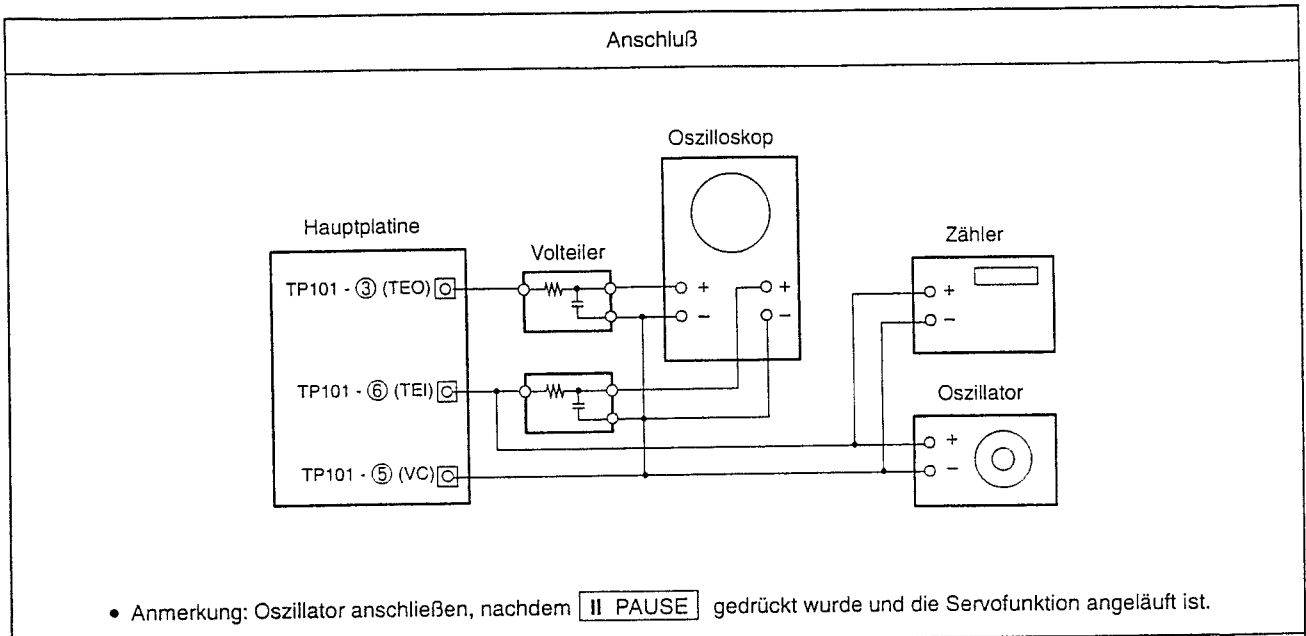 Anschluß
Oszilloskop
Hauptplatine
Volteiler
Zähler
TP101 - ③ (TEO)
+ +
− −
+
−
TP101 - ⑥ (TEI)
Oszillator
+
−
TP101 - ⑤ (VC)
• Anmerkung: Oszillator anschließen, nachdem II PAUSE gedrückt wurde und die Servofunktion angeläuft ist.